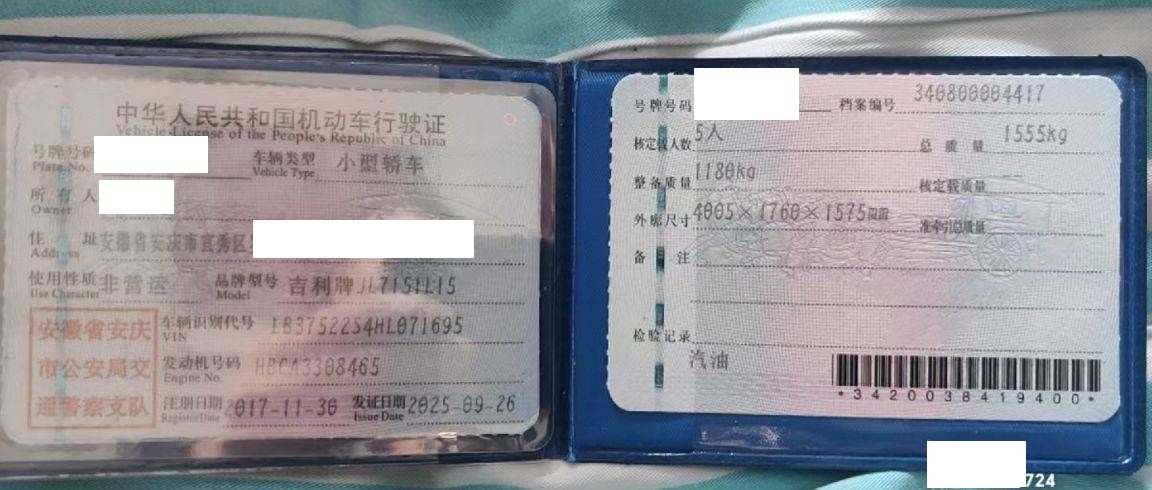 中华人民共和国机动车行驶证
Vehicle License of the People's Republic of China
号牌号码
Plate No.
车辆类型 小型轿车
Vehicle Type
所有人
Owner
住址 安徽省安庆市宜秀区
Address
使用性质 非营运
Use Character
品牌型号 吉利牌JL7151L15
Model
车辆识别代号 LB37522S4HL071695
VIN
发动机号码 HBCA3308465
Engine No.
注册日期 2017-11-30
Register Date
发证日期 2025-09-26
Issue Date
安徽省安庆
市公安局交
通警察支队
号牌号码
档案编号 340800004417
核定载人数 5人
总质量 1555kg
整备质量 1180kg
核定载质量
外廓尺寸 4005×1760×1575㎜
准牵引总质量
备注
检验记录
汽油
*3420038419400*
724